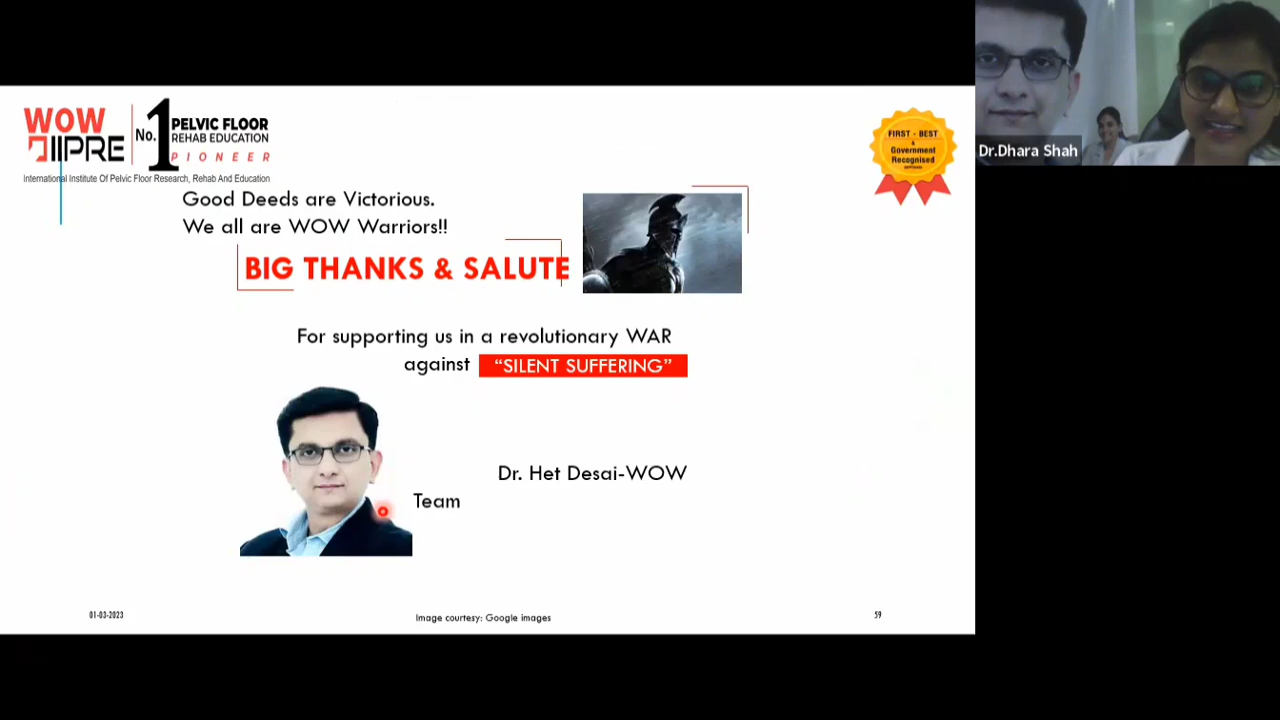 WOW
IIPRE
No. 1
PELVIC FLOOR
REHAB EDUCATION
PIONEER
International Institute Of Pelvic Floor Research, Rehab And Education
FIRST - BEST
&
Government
Recognised
Dr.Dhara Shah
Good Deeds are Victorious.
We all are WOW Warriors!!
BIG THANKS & SALUTE
For supporting us in a revolutionary WAR
against “SILENT SUFFERING”
Dr. Het Desai-WOW
Team
01-03-2023
Image courtesy: Google images
59